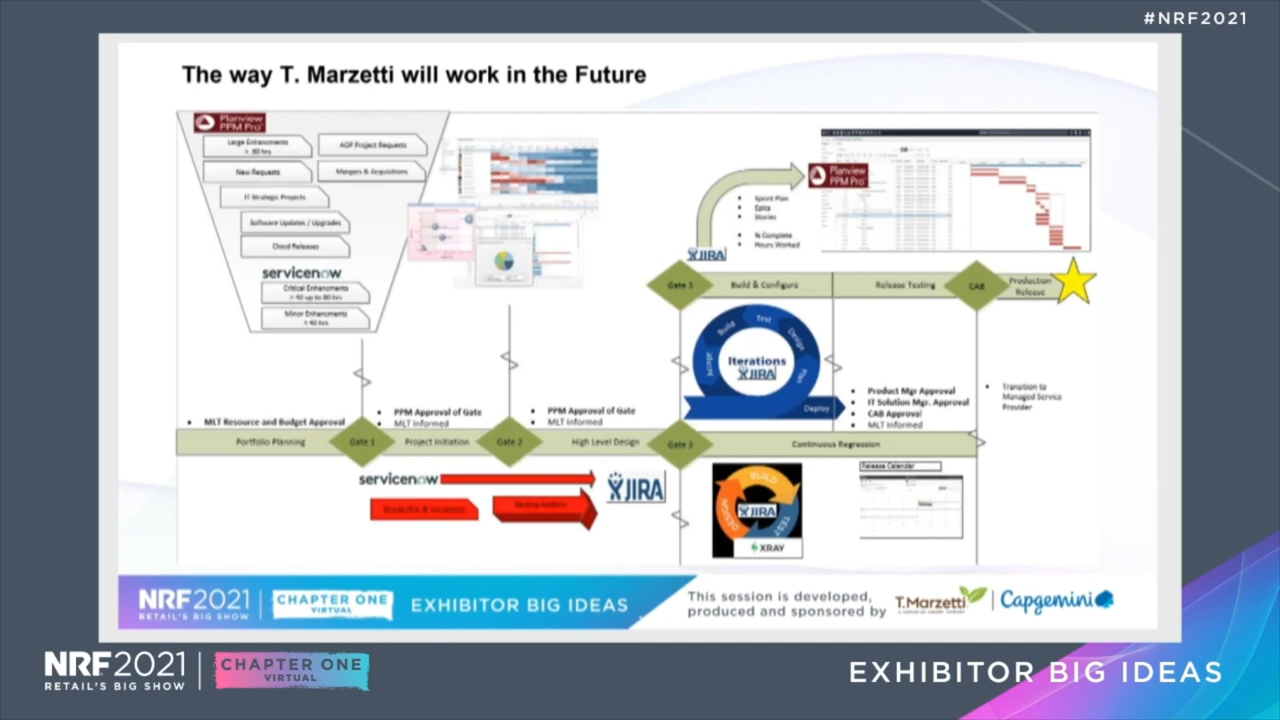 #NRF2021
The way T. Marzetti will work in the Future
Planview
PPM Pro
Large Enhancments
> 80 hrs
AOP Project Requests
New Requests
Mergers & Acquisitions
IT Strategic Projects
Software Updates / Upgrades
Cloud Releases
servicenow
Critical Enhancments
> 40 up to 80 hrs
Minor Enhancments
< 40 hrs
Planview
PPM Pro
• Sprint Plan
• Epics
• Stories
• % Complete
• Hours Worked
JIRA
Gate 3
Build & Configure
Release Testing
CAB
Production
Release
Build
Test
Design
Plan
Iterations
JIRA
Deploy
• Product Mgr Approval
• IT Solution Mgr. Approval
• CAB Approval
• MLT Informed
• Transition to
Managed Service
Provider
• MLT Resource and Budget Approval
• PPM Approval of Gate
• MLT Informed
• PPM Approval of Gate
• MLT Informed
Portfolio Planning
Gate 1
Project Initiation
Gate 2
High Level Design
Gate 3
Continuous Regression
servicenow
JIRA
Break/Fix & Incidents
BUILD
TEST
DESIGN
JIRA
XRAY
Release Calendar
Release
NRF2021
RETAIL'S BIG SHOW
CHAPTER ONE
VIRTUAL
EXHIBITOR BIG IDEAS
This session is developed,
produced and sponsored by
T.Marzetti
Capgemini
NRF2021
RETAIL'S BIG SHOW
CHAPTER ONE
VIRTUAL
EXHIBITOR BIG IDEAS